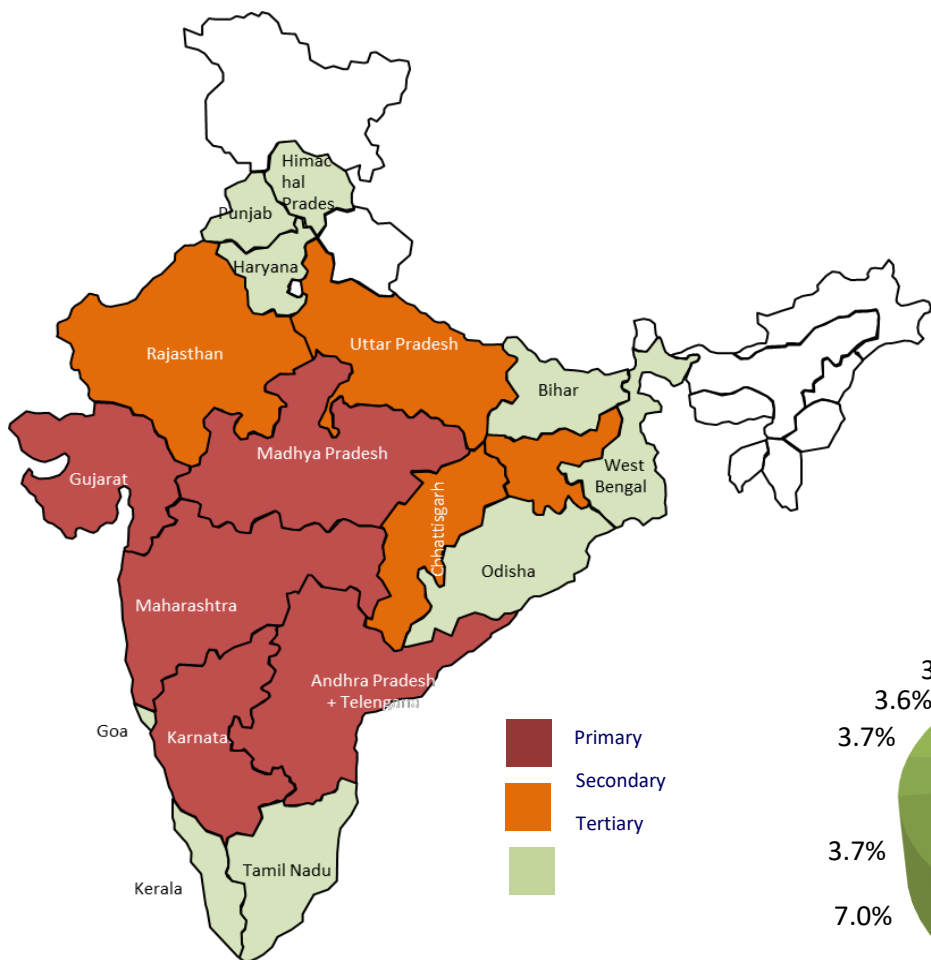 Himac
hal
Prades
Punjab
Haryana
Rajasthan
Uttar Pradesh
Bihar
Madhya Pradesh
Gujarat
West
Bengal
Chhattisgarh
Odisha
Maharashtra
Andhra Pradesh
+ Telengana
Goa
Karnata
Kerala
Tamil Nadu
Primary
Secondary
Tertiary
3
3.6%
3.7%
3.7%
7.0%